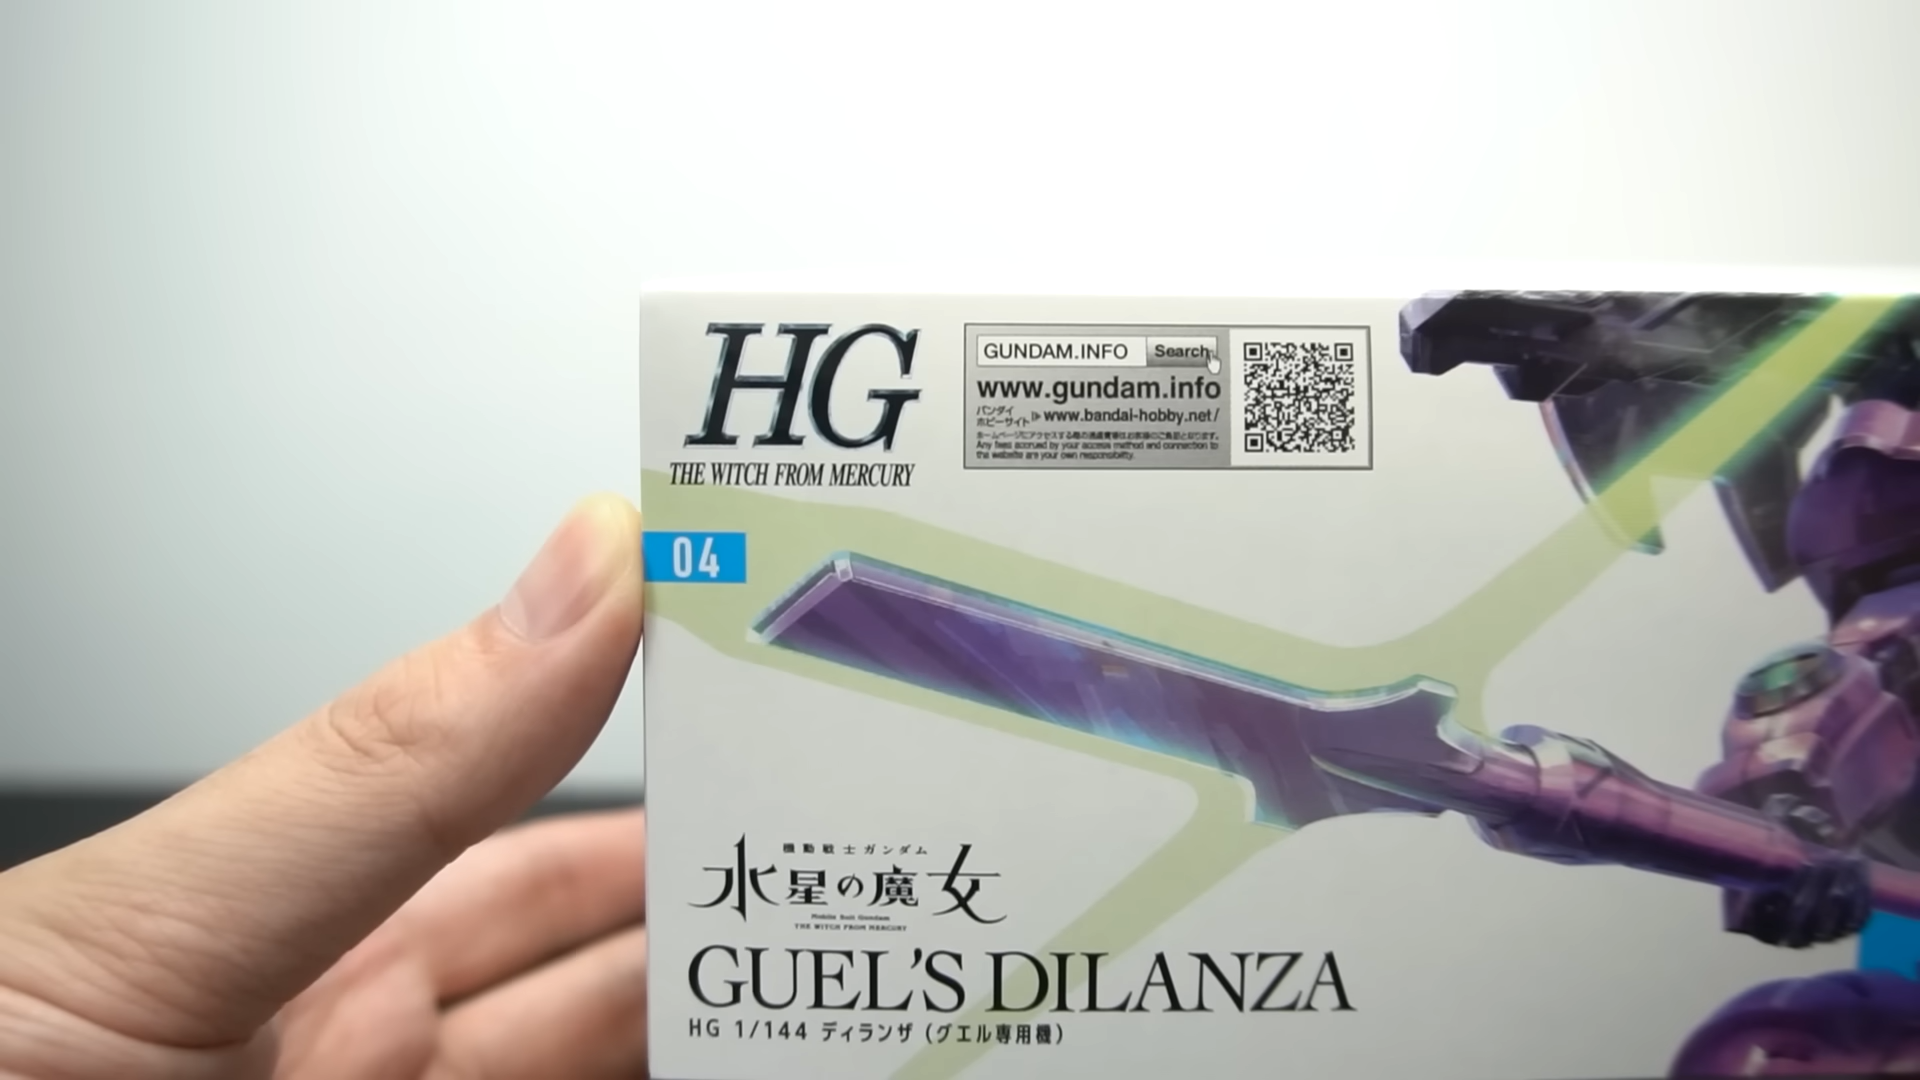 HG
THE WITCH FROM MERCURY
GUNDAM.INFO Search
www.gundam.info
バンダイ
ホビーサイト www.bandai-hobby.net/
ホームページにアクセスする際の通信費等はお客様のご負担となります。
Any fees accrued by your access method and connection to
the website are your own responsibility.
04
機動戦士ガンダム
水星の魔女
Mobile Suit Gundam
THE WITCH FROM MERCURY
GUEL'S DILANZA
HG 1/144 ディランザ（グエル専用機）